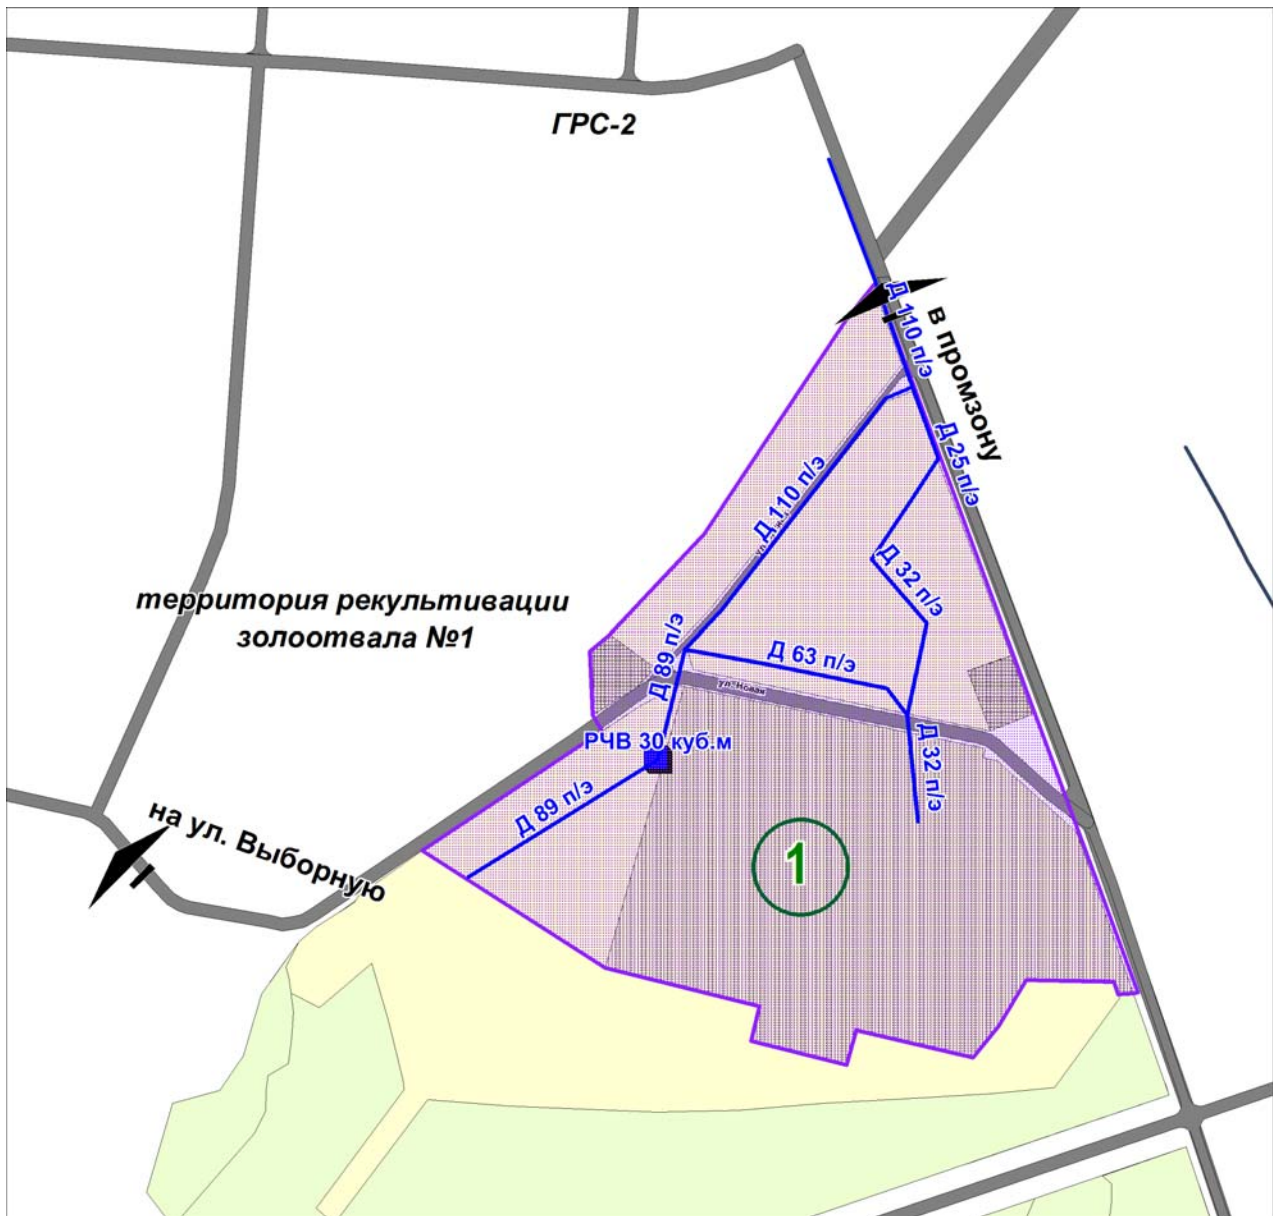 ГРС-2
Д 110 п/э
в промзону
Д 25 п/э
Д 110 п/э
Д 32 п/э
территория рекультивации
золоотвала №1
Д 89 п/э
Д 63 п/э
ул. Новая
РЧВ 30 куб.м
Д 32 п/э
Д 89 п/э
на ул. Выборную
1